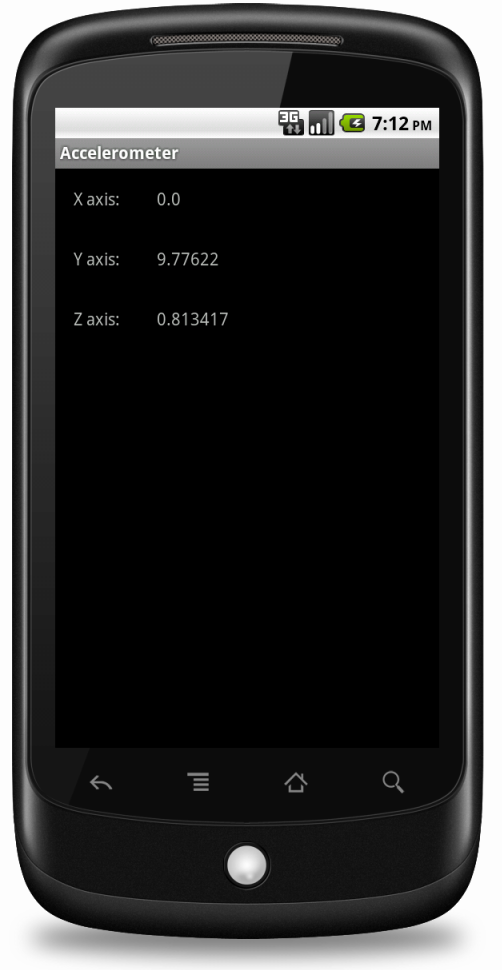 3G 7:12 PM
Accelerometer
X axis: 0.0
Y axis: 9.77622
Z axis: 0.813417